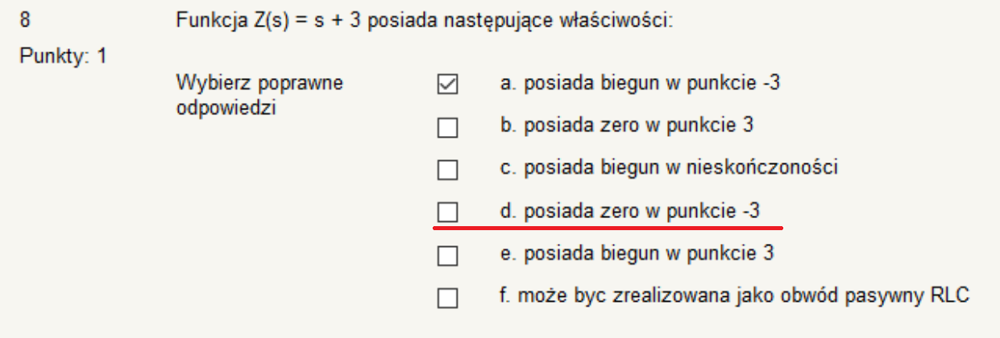 8
Funkcja Z(s) = s + 3 posiada następujące właściwości:
Punkty: 1
Wybierz poprawne
odpowiedzi
a. posiada biegun w punkcie -3
b. posiada zero w punkcie 3
c. posiada biegun w nieskończoności
d. posiada zero w punkcie -3
e. posiada biegun w punkcie 3
f. może byc zrealizowana jako obwód pasywny RLC